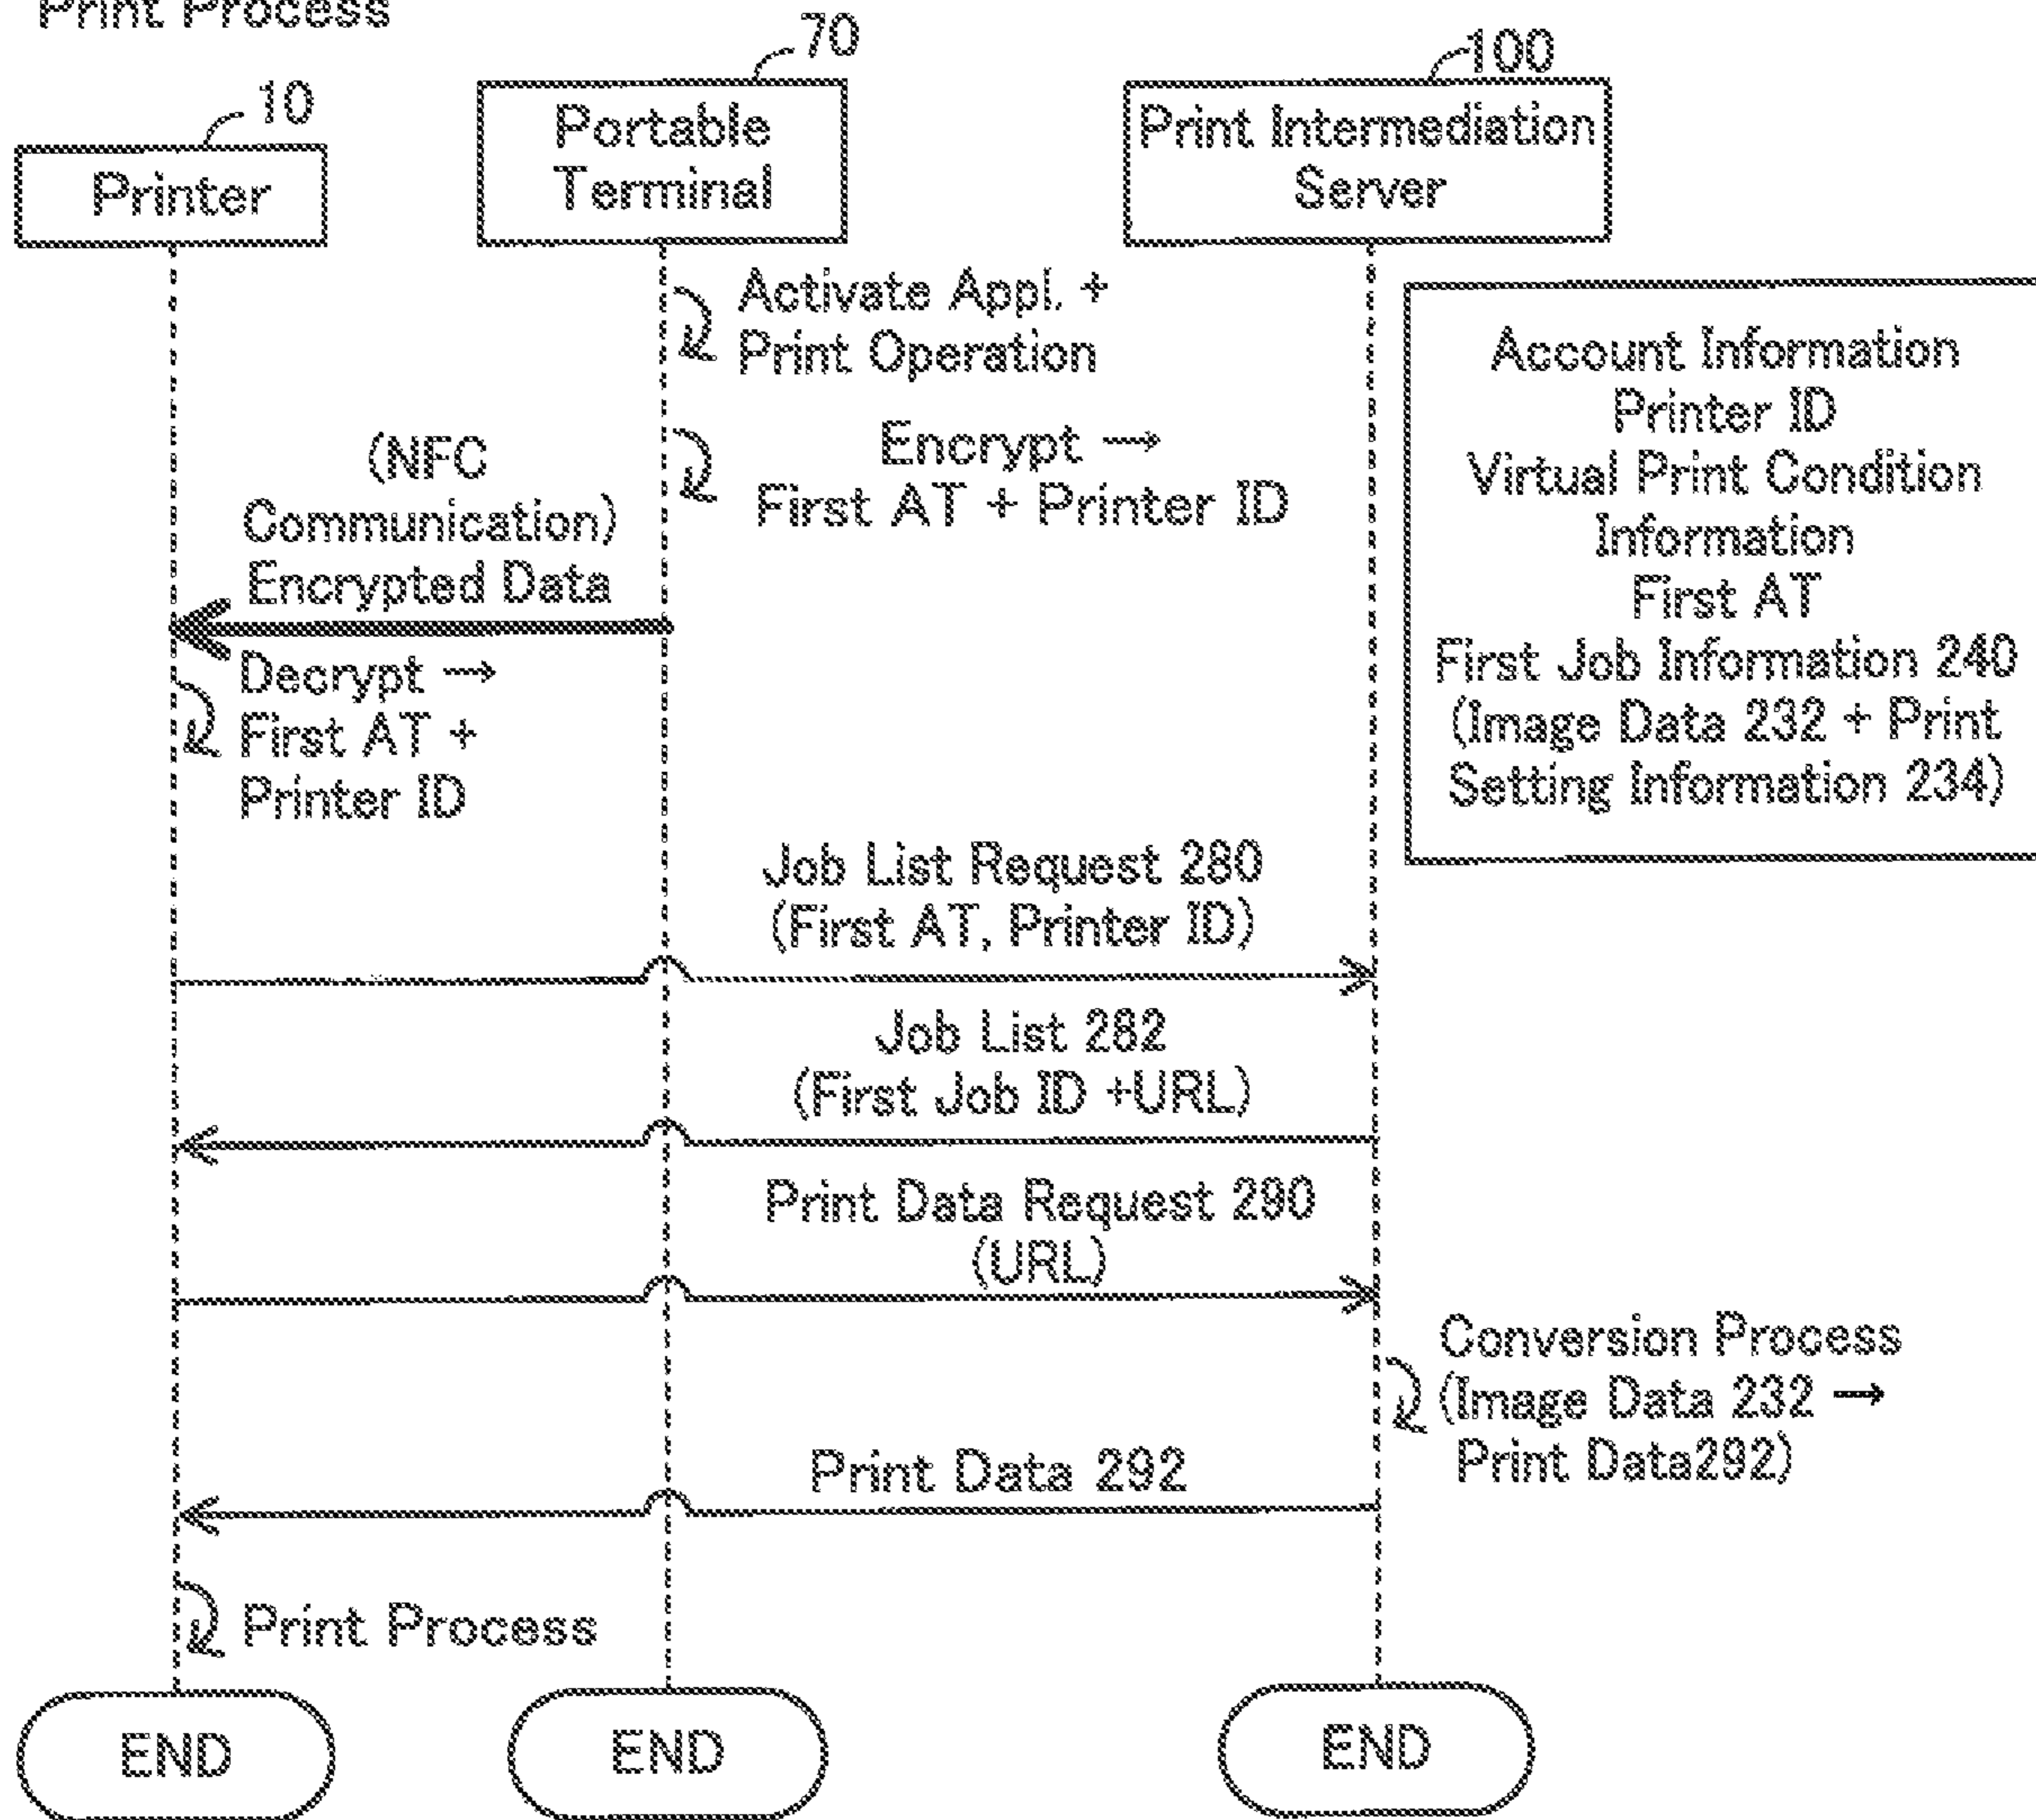 Print Process
10
70
100
Printer
Portable
Terminal
Print Intermediation
Server
Activate Appl. +
Print Operation
Encrypt →
First AT + Printer ID
Account Information
Printer ID
Virtual Print Condition
Information
First AT
First Job Information 240
(Image Data 232 + Print
Setting Information 234)
(NFC
Communication)
Encrypted Data
Decrypt →
First AT +
Printer ID
Job List Request 280
(First AT, Printer ID)
Job List 282
(First Job ID +URL)
Print Data Request 290
(URL)
Conversion Process
(Image Data 232 →
Print Data292)
Print Data 292
Print Process
END
END
END